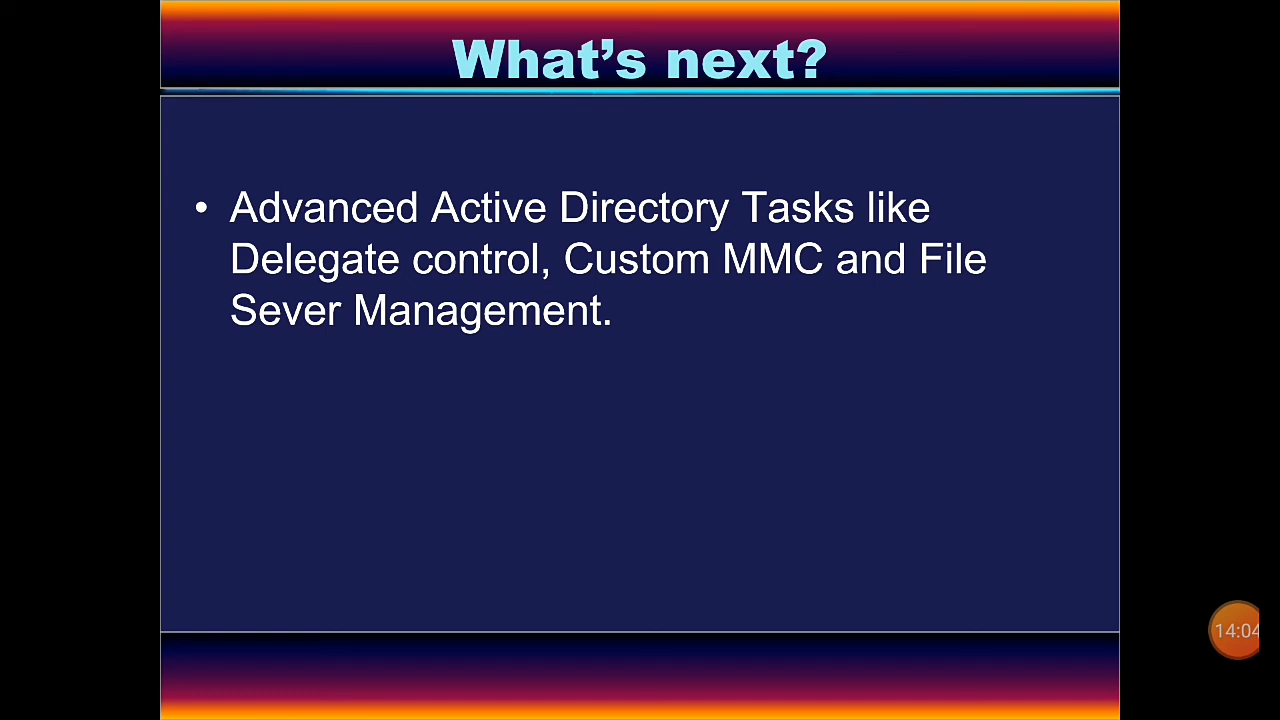 What’s next?
• Advanced Active Directory Tasks like
Delegate control, Custom MMC and File
Sever Management.
14:04